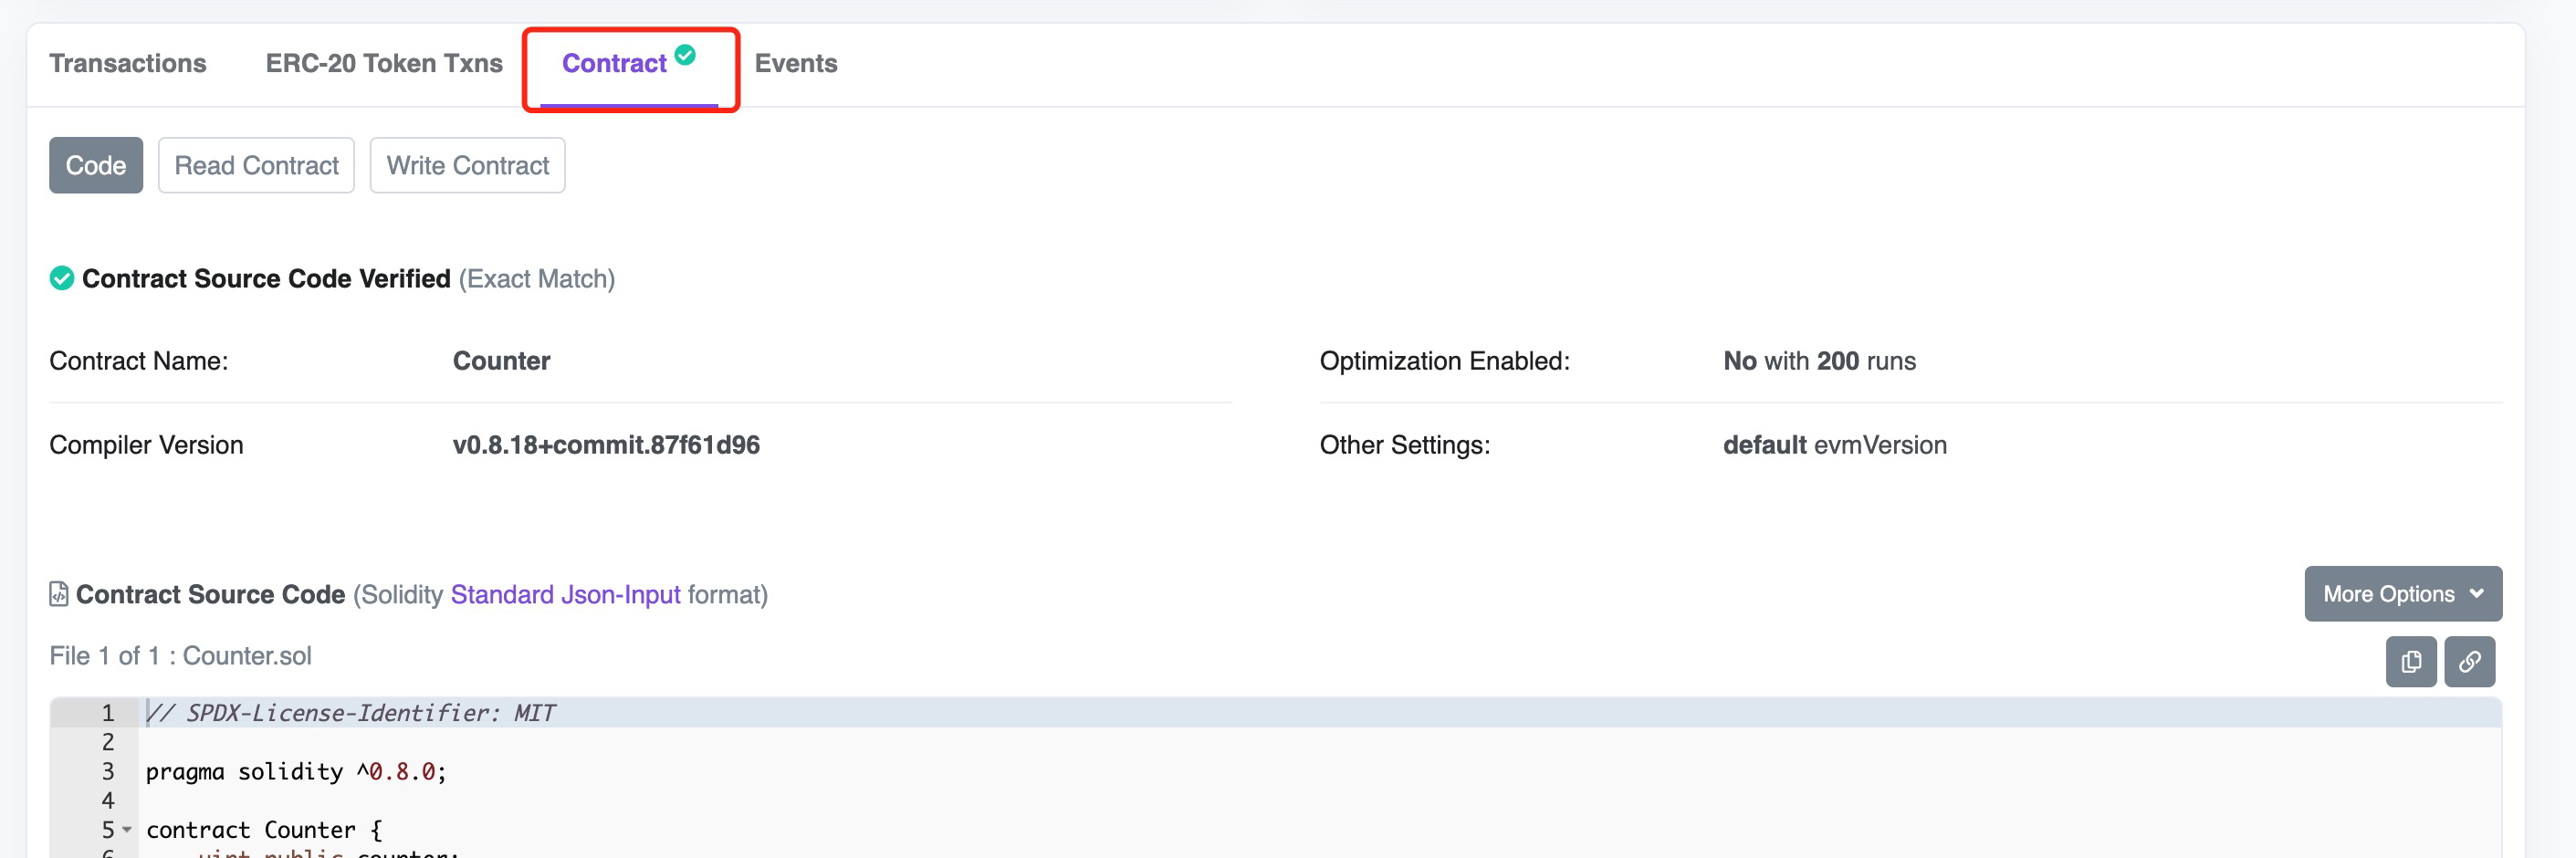 Transactions ERC-20 Token Txns Contract Events
Code Read Contract Write Contract
Contract Source Code Verified (Exact Match)
Contract Name: Counter Optimization Enabled: No with 200 runs
Compiler Version v0.8.18+commit.87f61d96 Other Settings: default evmVersion
Contract Source Code (Solidity Standard Json-Input format) More Options
File 1 of 1 : Counter.sol
1 // SPDX-License-Identifier: MIT
2
3 pragma solidity ^0.8.0;
4
5 contract Counter {
6 uint public counter;